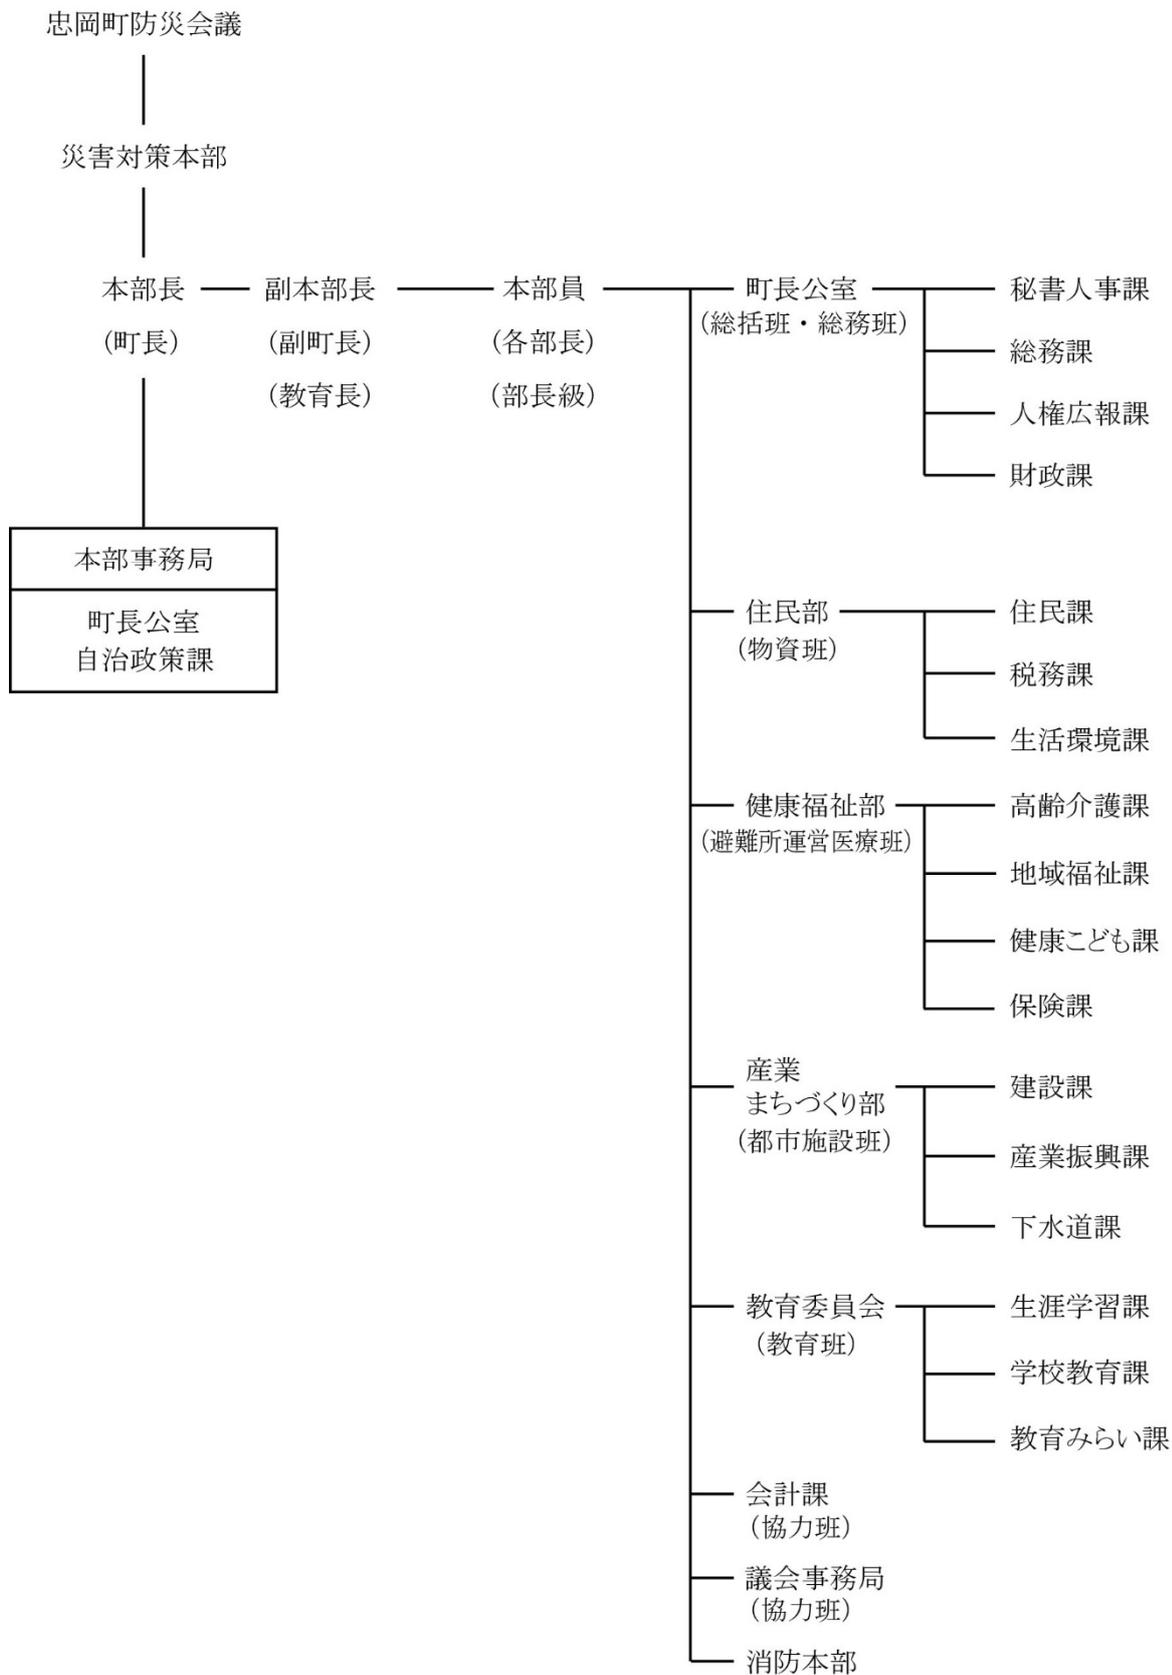 忠岡町防災会議
災害対策本部
本部長
(町長)
副本部長
(副町長)
(教育長)
本部員
(各部長)
(部長級)
本部事務局
町長公室
自治政策課
町長公室
(総括班・総務班)
秘書人事課
総務課
人権広報課
財政課
住民部
(物資班)
住民課
税務課
生活環境課
健康福祉部
(避難所運営医療班)
高齢介護課
地域福祉課
健康こども課
保険課
産業
まちづくり部
(都市施設班)
建設課
産業振興課
下水道課
教育委員会
(教育班)
生涯学習課
学校教育課
教育みらい課
会計課
(協力班)
議会事務局
(協力班)
消防本部